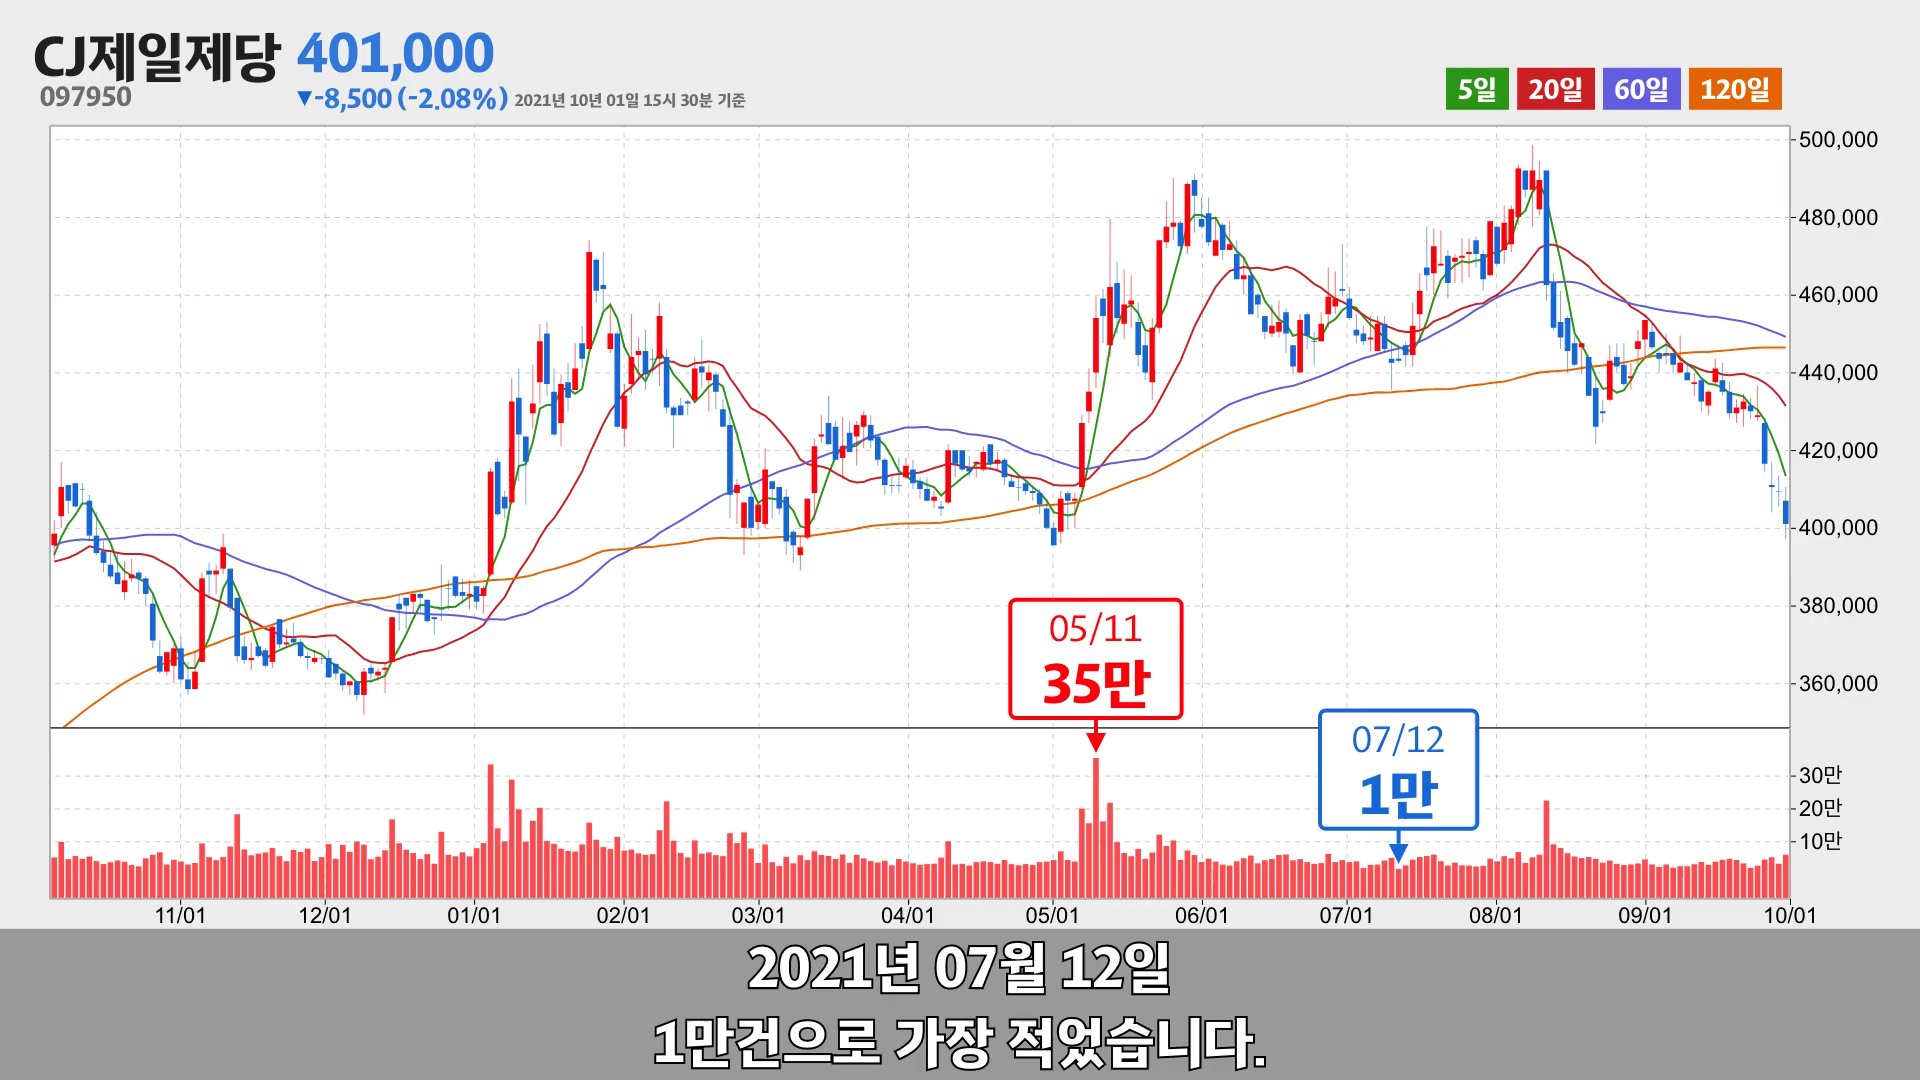 CJ제일제당 401,000
097950
▼-8,500 (-2.08%) 2021년 10년 01일 15시 30분 기준
5일 20일 60일 120일
500,000
480,000
460,000
440,000
420,000
400,000
380,000
360,000
05/11
35만
07/12
1만
30만
20만
10만
11/01 12/01 01/01 02/01 03/01 04/01 05/01 06/01 07/01 08/01 09/01 10/01
2021년 07월 12일
1만건으로 가장 적었습니다.